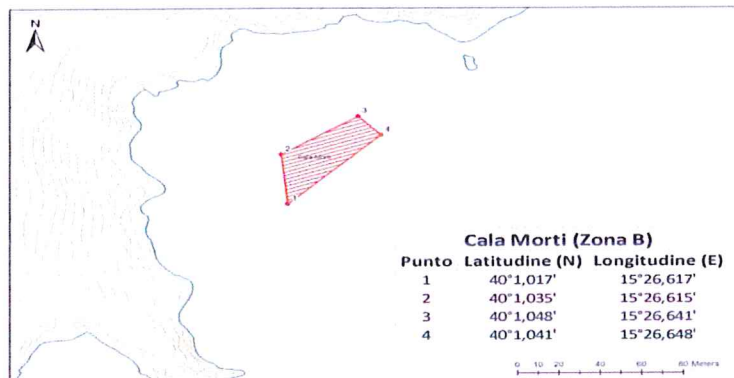 N
3
4
2
1
Cala Morti (Zona B)
Punto Latitudine (N) Longitudine (E)
1 40°1,017' 15°26,617'
2 40°1,035' 15°26,615'
3 40°1,048' 15°26,641'
4 40°1,041' 15°26,648'
0 10 20 40 60 80 Meters